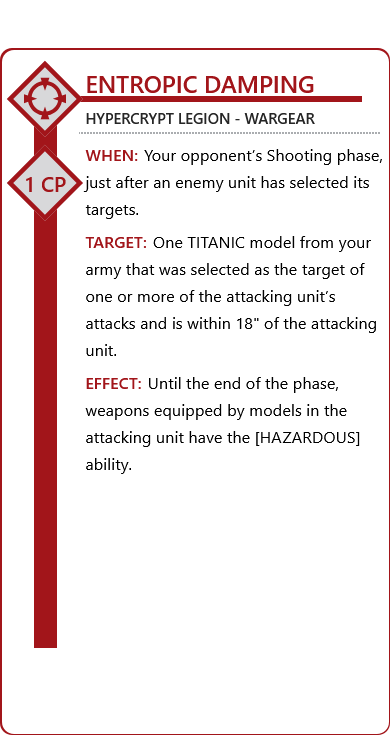 ENTROPIC DAMPING
HYPERCRYPT LEGION - WARGEAR
1 CP
WHEN: Your opponent’s Shooting phase,
just after an enemy unit has selected its
targets.
TARGET: One TITANIC model from your
army that was selected as the target of
one or more of the attacking unit’s
attacks and is within 18" of the attacking
unit.
EFFECT: Until the end of the phase,
weapons equipped by models in the
attacking unit have the [HAZARDOUS]
ability.